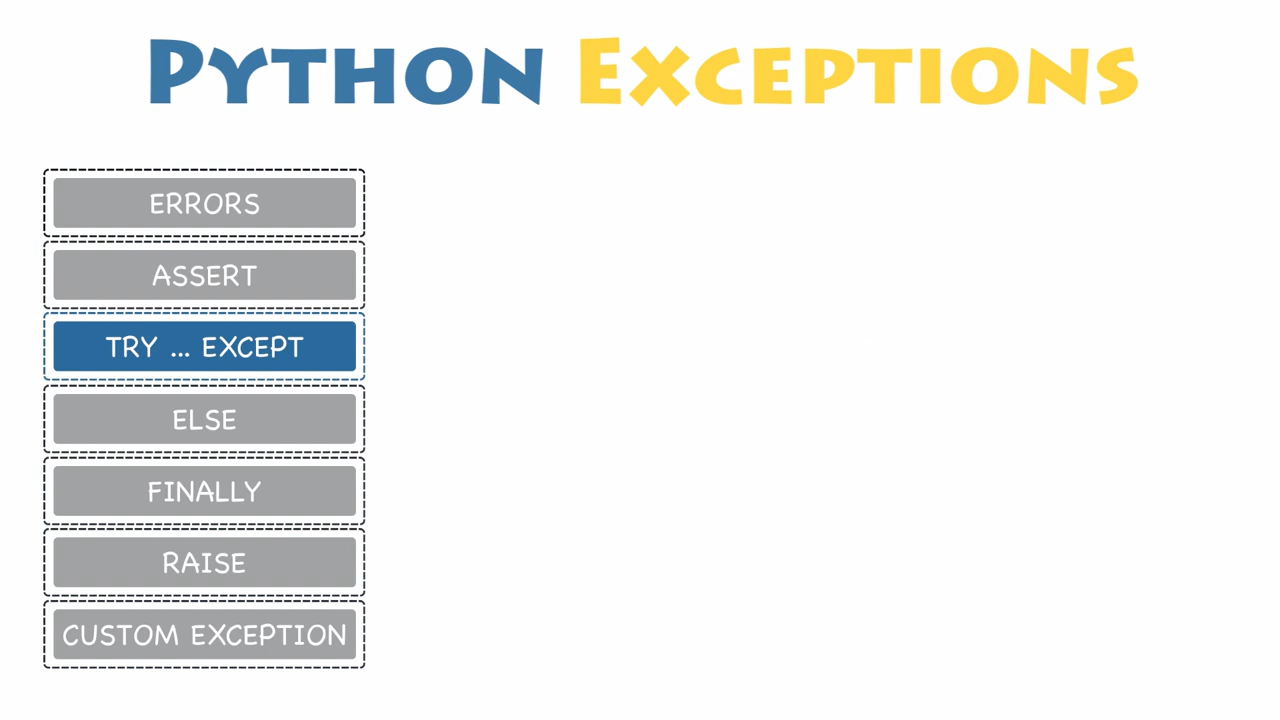 PYTHON EXCEPTIONS
ERRORS
ASSERT
TRY ... EXCEPT
ELSE
FINALLY
RAISE
CUSTOM EXCEPTION